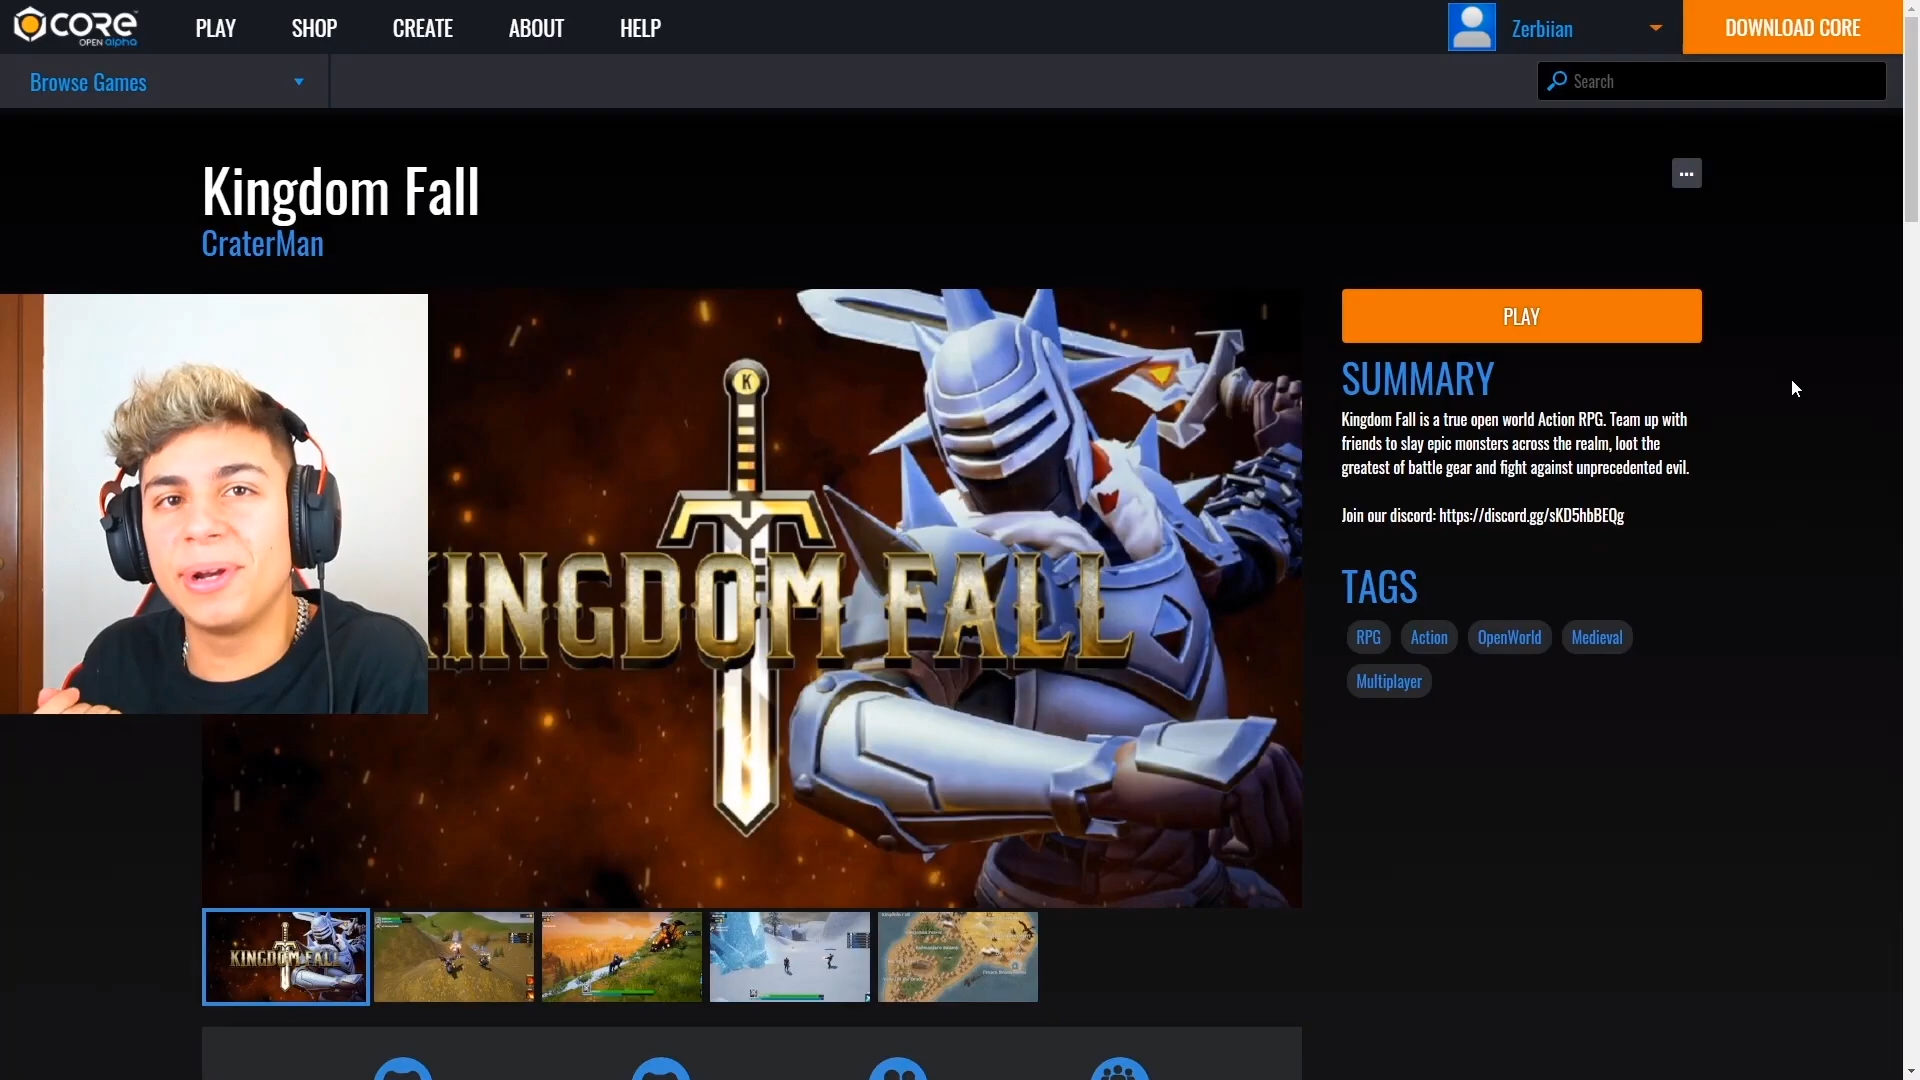 CORE
OPEN alpha
PLAY
SHOP
CREATE
ABOUT
HELP
Zerbiian
DOWNLOAD CORE
Browse Games
Search
Kingdom Fall
CraterMan
...
K
KINGDOM FALL
PLAY
SUMMARY
Kingdom Fall is a true open world Action RPG. Team up with
friends to slay epic monsters across the realm, loot the
greatest of battle gear and fight against unprecedented evil.
Join our discord: https://discord.gg/sKD5hbBEQg
TAGS
RPG
Action
OpenWorld
Medieval
Multiplayer
KINGDOM FALL